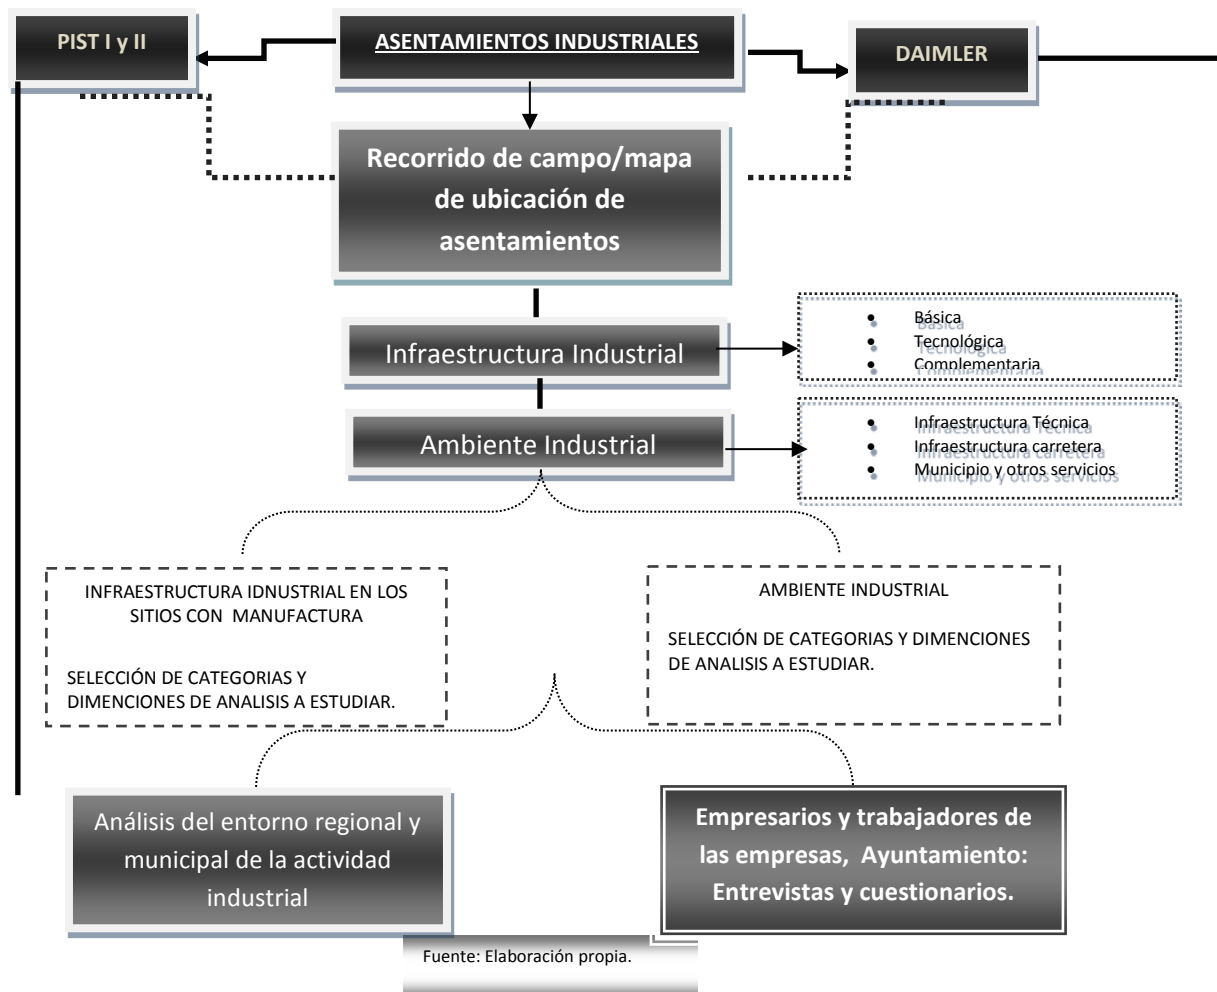 PIST I y II
ASENTAMIENTOS INDUSTRIALES
DAIMLER
Recorrido de campo/mapa
de ubicación de
asentamientos
Infraestructura Industrial
• Básica
• Tecnológica
• Complementaria
Ambiente Industrial
• Infraestructura Técnica
• Infraestructura carretera
• Municipio y otros servicios
INFRAESTRUCTURA IDNUSTRIAL EN LOS
SITIOS CON MANUFACTURA
SELECCIÓN DE CATEGORIAS Y
DIMENCIONES DE ANALISIS A ESTUDIAR.
AMBIENTE INDUSTRIAL
SELECCIÓN DE CATEGORIAS Y DIMENCIONES
DE ANALISIS A ESTUDIAR.
Análisis del entorno regional y
municipal de la actividad
industrial
Empresarios y trabajadores de
las empresas, Ayuntamiento:
Entrevistas y cuestionarios.
Fuente: Elaboración propia.